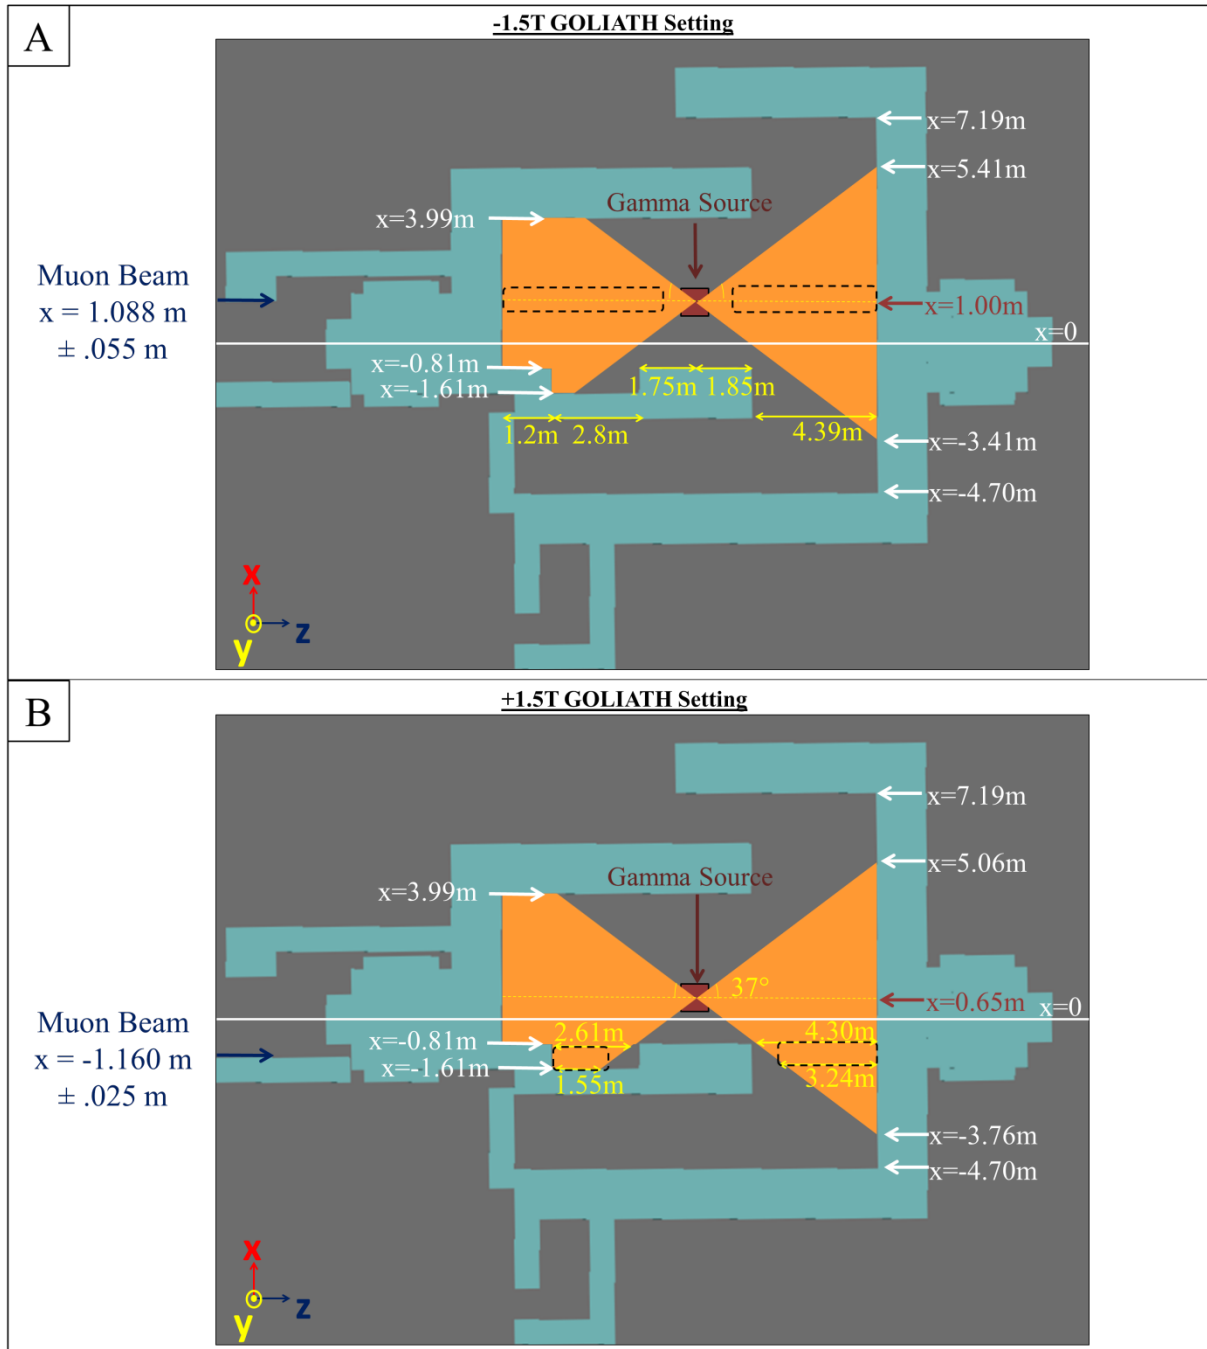 A
-1.5T GOLIATH Setting
x=7.19m
x=5.41m
Gamma Source
x=3.99m
Muon Beam
x = 1.088 m
± .055 m
x=1.00m
x=0
x=-0.81m
x=-1.61m
1.75m
1.85m
1.2m
2.8m
4.39m
x=-3.41m
x=-4.70m
x
y
z
B
+1.5T GOLIATH Setting
x=7.19m
x=5.06m
Gamma Source
x=3.99m
37°
x=0.65m
x=0
Muon Beam
x = -1.160 m
± .025 m
x=-0.81m
x=-1.61m
2.61m
1.55m
4.30m
3.24m
x=-3.76m
x=-4.70m
x
y
z